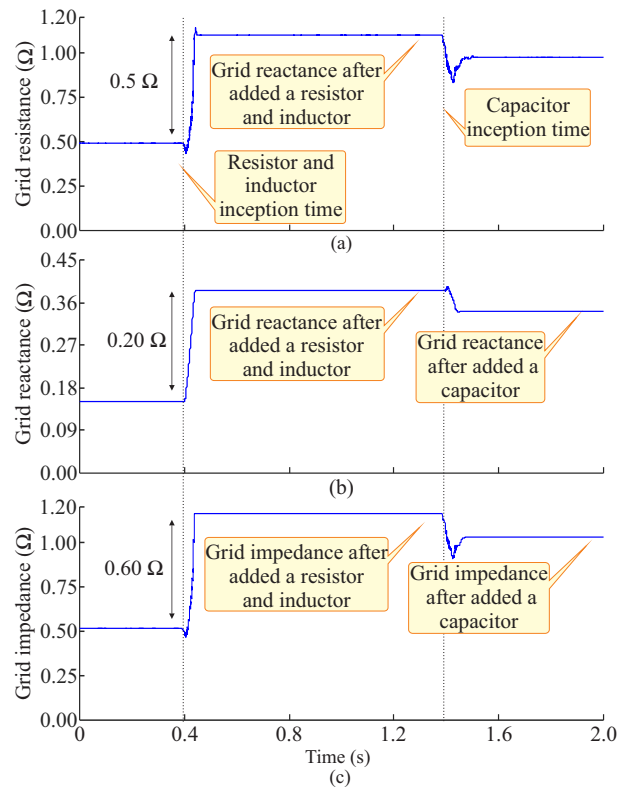 Grid resistance (Ω)
1.20
1.00
0.75
0.50
0.25
0.00
0.5 Ω
Grid reactance after
added a resistor
and inductor
Capacitor
inception time
Resistor and
inductor
inception time
(a)
Grid reactance (Ω)
0.45
0.36
0.27
0.18
0.09
0.00
0.20 Ω
Grid reactance after
added a resistor
and inductor
Grid reactance
after added a
capacitor
(b)
Grid impedance (Ω)
1.20
1.00
0.75
0.50
0.25
0.00
0.60 Ω
Grid impedance after
added a resistor
and inductor
Grid impedance
after added a
capacitor
0
0.4
0.8
1.2
1.6
2.0
Time (s)
(c)